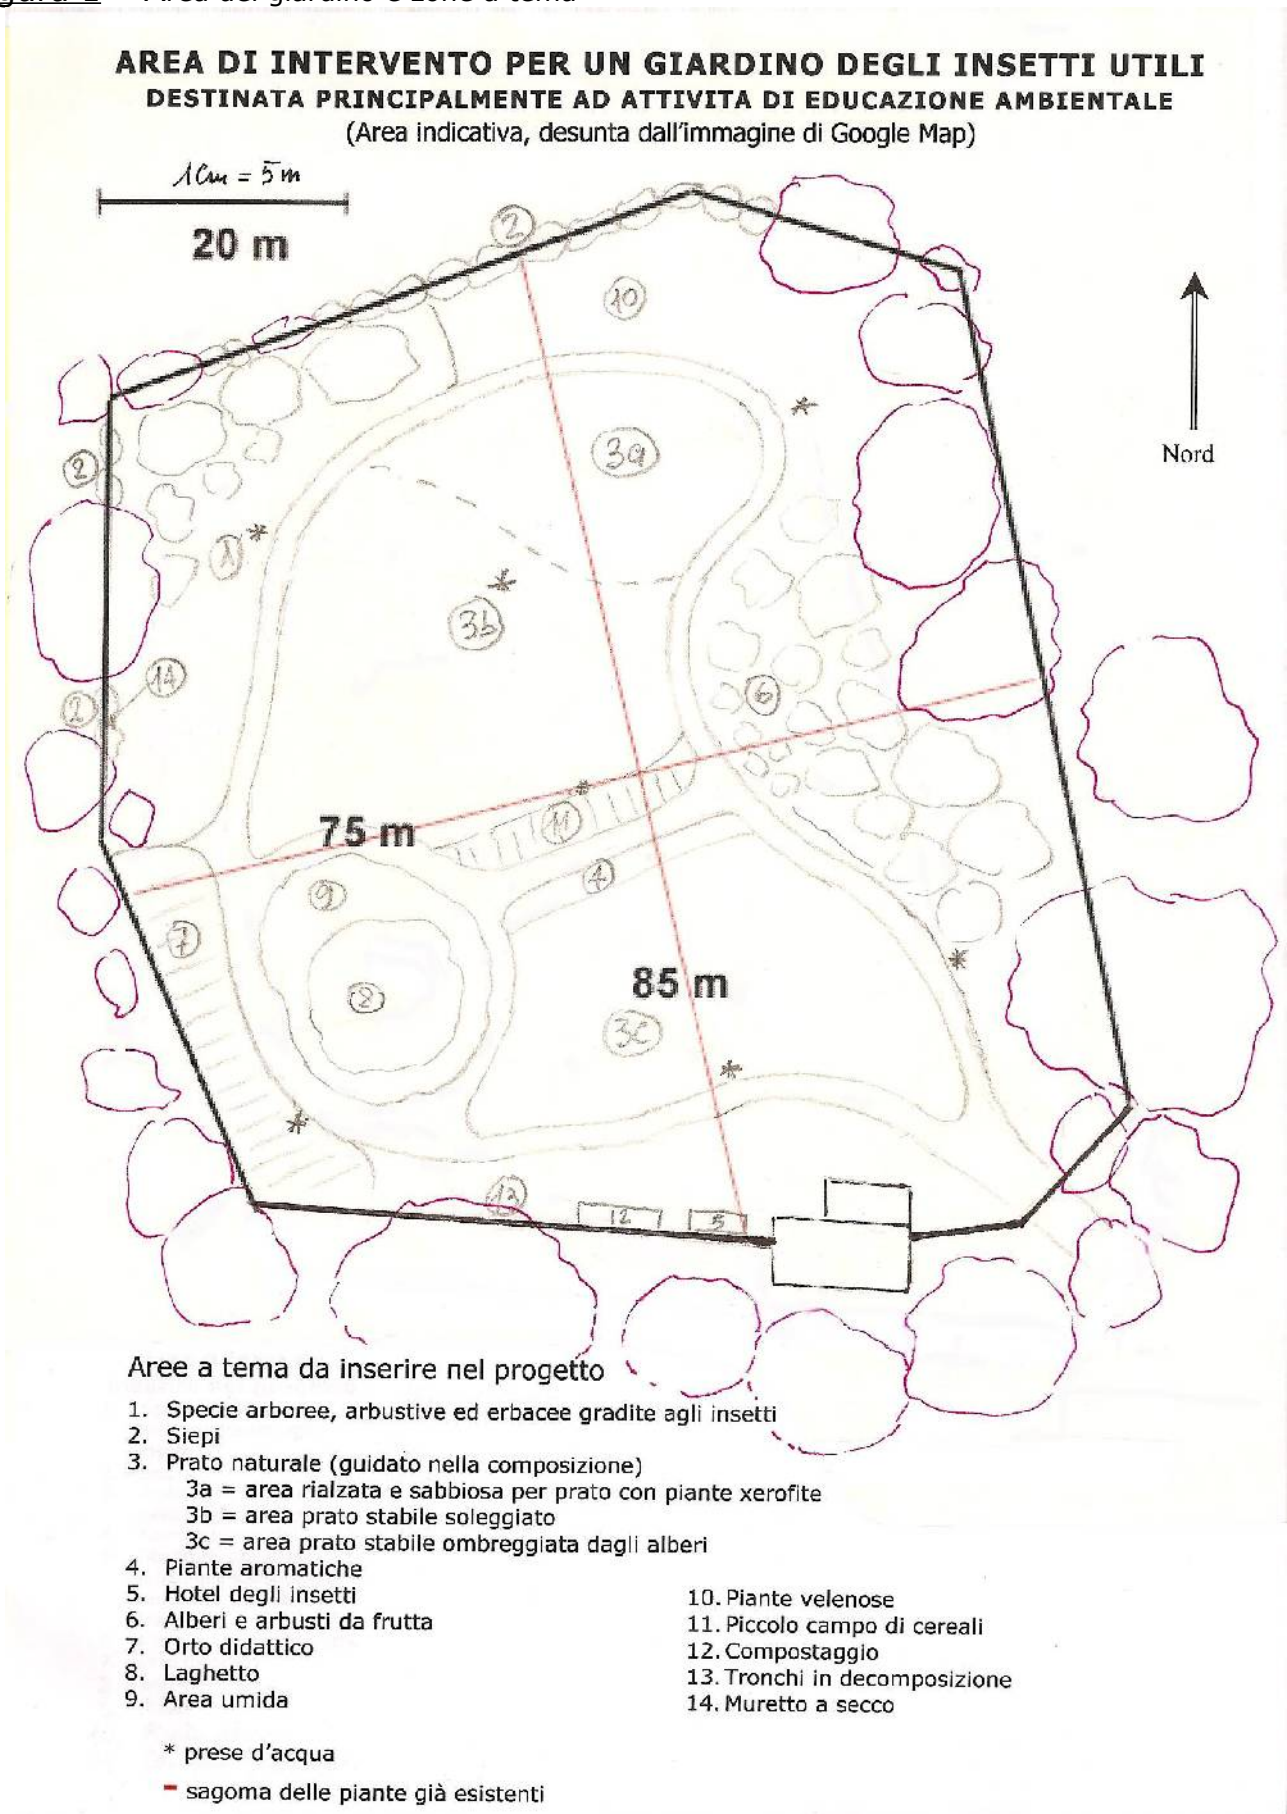 Area del giardino e zone a tema
AREA DI INTERVENTO PER UN GIARDINO DEGLI INSETTI UTILI
DESTINATA PRINCIPALMENTE AD ATTIVITA DI EDUCAZIONE AMBIENTALE
(Area indicativa, desunta dall'immagine di Google Map)
1cm = 5m
20 m
2
10
Nord
3a
2
1 *
*
*
3b
14
2
6
*
11
75 m
4
9
7
*
85 m
8
3c
*
*
13
12
5
Aree a tema da inserire nel progetto
1. Specie arboree, arbustive ed erbacee gradite agli insetti
2. Siepi
3. Prato naturale (guidato nella composizione)
3a = area rialzata e sabbiosa per prato con piante xerofite
3b = area prato stabile soleggiato
3c = area prato stabile ombreggiata dagli alberi
4. Piante aromatiche
5. Hotel degli insetti
6. Alberi e arbusti da frutta
7. Orto didattico
8. Laghetto
9. Area umida
10. Piante velenose
11. Piccolo campo di cereali
12. Compostaggio
13. Tronchi in decomposizione
14. Muretto a secco
* prese d'acqua
- sagoma delle piante già esistenti